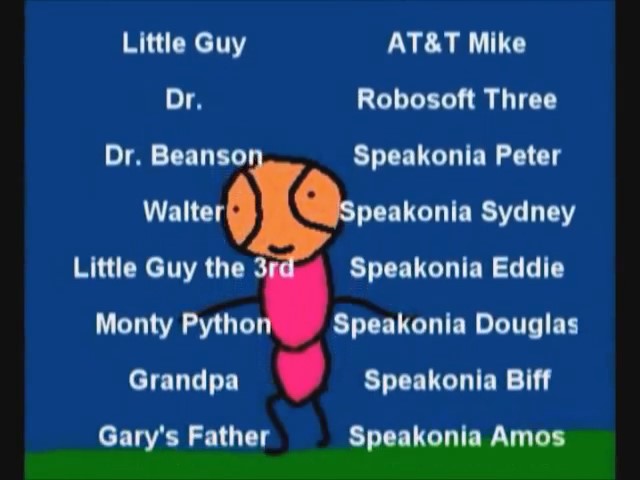 Little Guy AT&T Mike
Dr. Robosoft Three
Dr. Beanson Speakonia Peter
Walter Speakonia Sydney
Little Guy the 3rd Speakonia Eddie
Monty Python Speakonia Douglas
Grandpa Speakonia Biff
Gary's Father Speakonia Amos